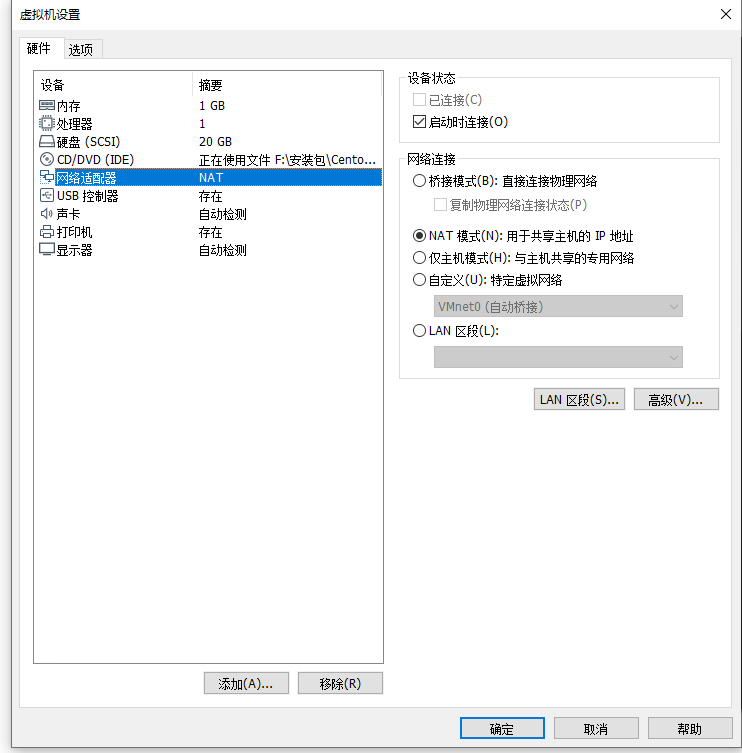 虚拟机设置
硬件 选项
设备 摘要
内存 1 GB
处理器 1
硬盘 (SCSI) 20 GB
CD/DVD (IDE) 正在使用文件 F:\安装包\Cento...
网络适配器 NAT
USB 控制器 存在
声卡 自动检测
打印机 存在
显示器 自动检测
添加(A)... 移除(R)
设备状态
已连接(C)
启动时连接(O)
网络连接
桥接模式(B): 直接连接物理网络
复制物理网络连接状态(P)
NAT 模式(N): 用于共享主机的 IP 地址
仅主机模式(H): 与主机共享的专用网络
自定义(U): 特定虚拟网络
VMnet0 (自动桥接)
LAN 区段(L):
LAN 区段(S)... 高级(V)...
确定 取消 帮助